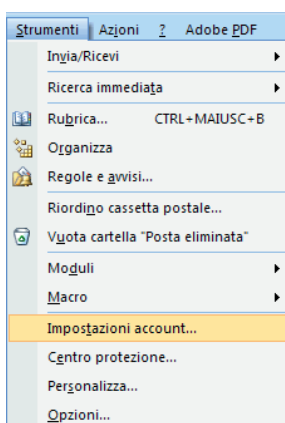 Strumenti Azioni ? Adobe PDF
Invia/Ricevi
Ricerca immediata
Rubrica... CTRL+MAIUSC+B
Organizza
Regole e avvisi...
Riordino cassetta postale...
Vuota cartella "Posta eliminata"
Moduli
Macro
Impostazioni account...
Centro protezione...
Personalizza...
Opzioni...